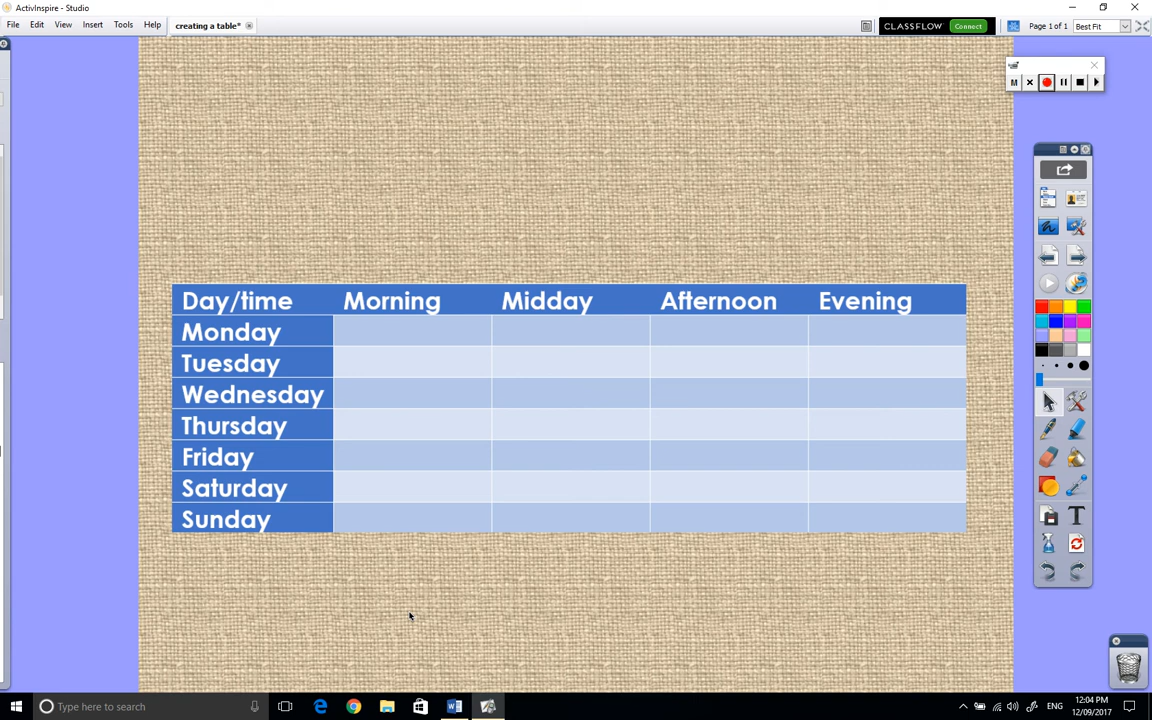 ActivInspire - Studio
File Edit View Insert Tools Help creating a table* CLASSFLOW Connect Page 1 of 1 Best Fit
M
Day/time Morning Midday Afternoon Evening
Monday
Tuesday
Wednesday
Thursday
Friday
Saturday
Sunday
T
Type here to search ENG 12:04 PM
12/09/2017